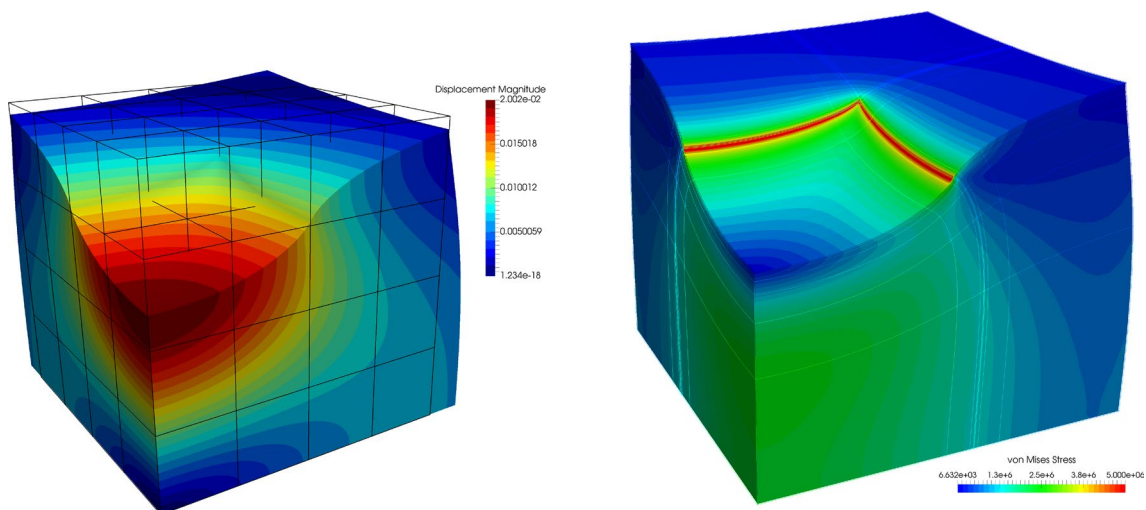 Displacement Magnitude
2.002e-02
0.015018
0.010012
0.0050059
1.234e-18
von Mises Stress
6.632e+03 1.3e+6 2.5e+6 3.8e+6 5.000e+06